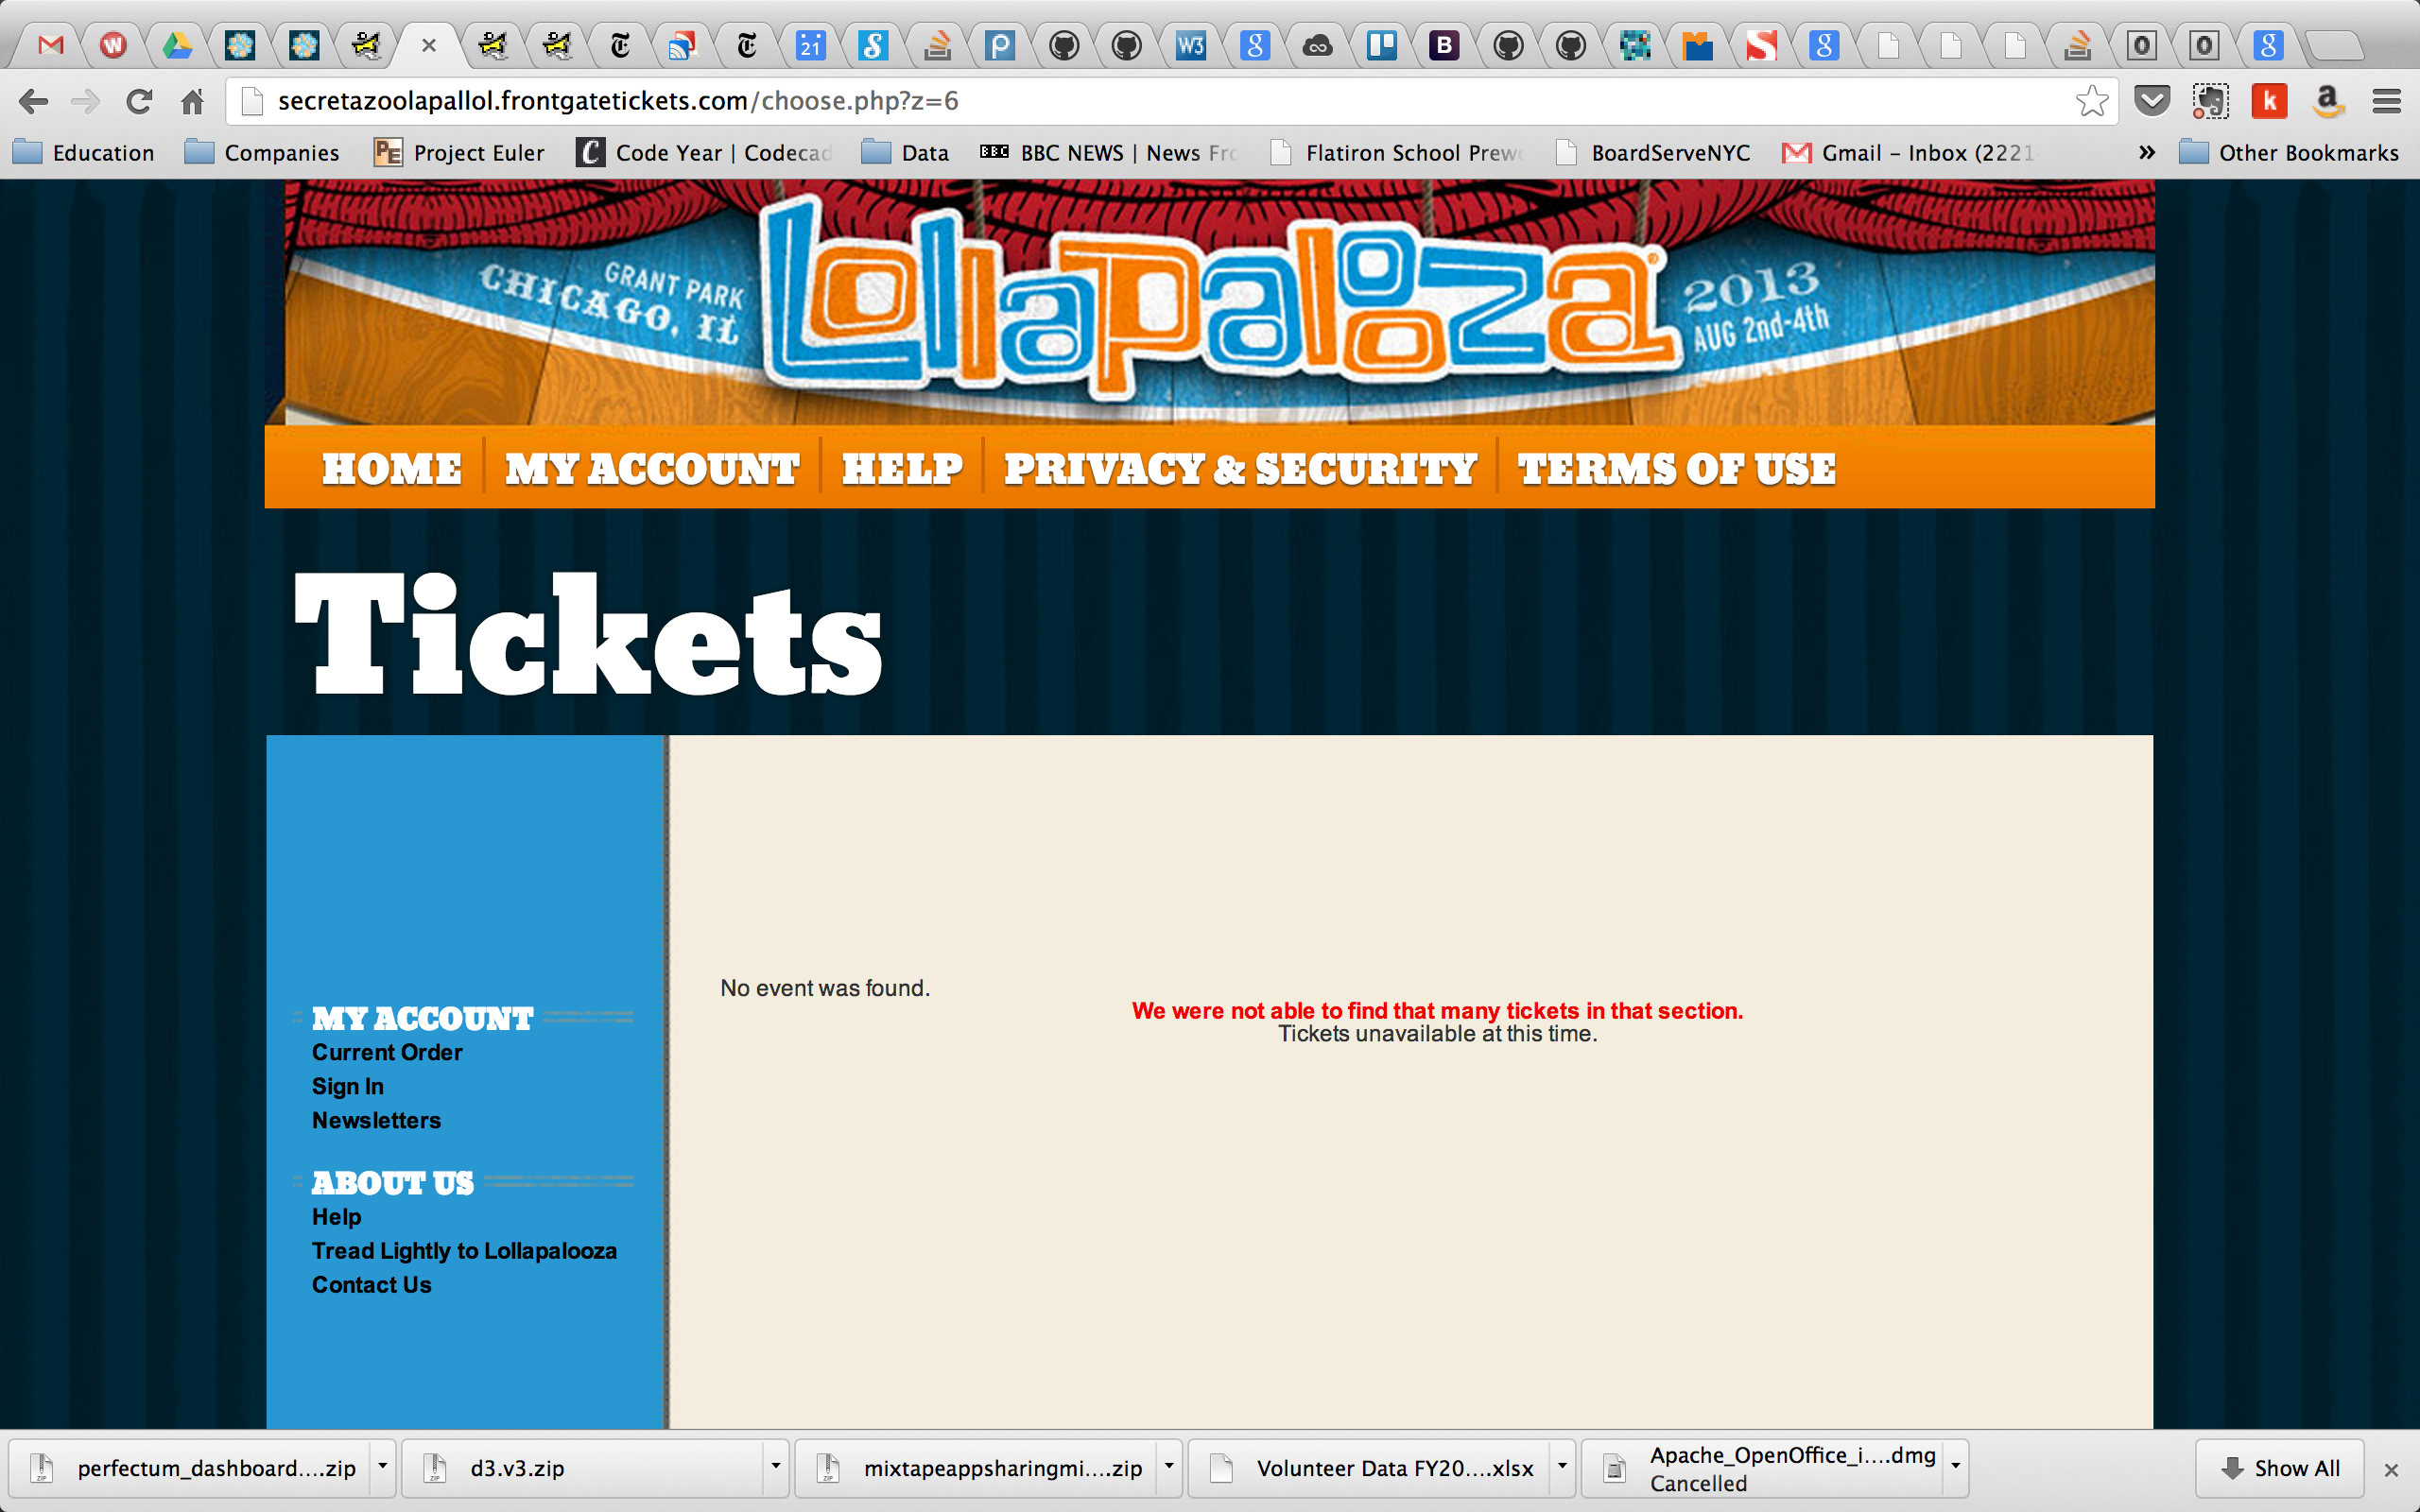 21
W3
secretazoolapallol.frontgatetickets.com/choose.php?z=6
Education
Companies
Project Euler
Code Year | Codecad
Data
BBC NEWS | News Fro
Flatiron School Prew
BoardServeNYC
Gmail – Inbox (2221
»
Other Bookmarks
GRANT PARK
CHICAGO, IL
Lollapalooza
2013
AUG 2nd-4th
HOME
MY ACCOUNT
HELP
PRIVACY & SECURITY
TERMS OF USE
Tickets
MY ACCOUNT
Current Order
Sign In
Newsletters
ABOUT US
Help
Tread Lightly to Lollapalooza
Contact Us
No event was found.
We were not able to find that many tickets in that section.
Tickets unavailable at this time.
perfectum_dashboard....zip
d3.v3.zip
mixtapeappsharingmi....zip
Volunteer Data FY20....xlsx
Apache_OpenOffice_i....dmg
Cancelled
Show All